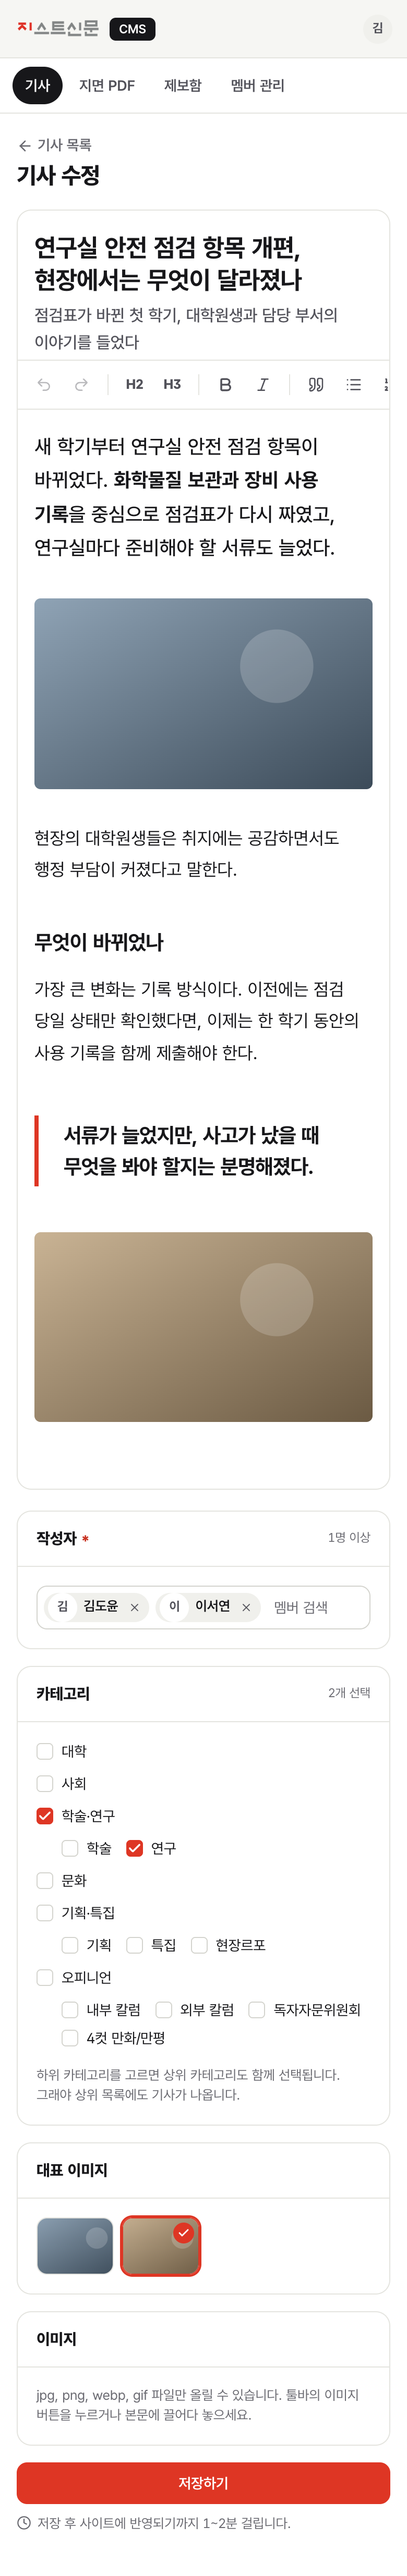 지스트신문 CMS 김
기사 지면 PDF 제보함 멤버 관리
← 기사 목록
기사 수정
연구실 안전 점검 항목 개편,
현장에서는 무엇이 달라졌나
점검표가 바뀐 첫 학기, 대학원생과 담당 부서의
이야기를 들었다
H2 H3 B I
새 학기부터 연구실 안전 점검 항목이
바뀌었다. 화학물질 보관과 장비 사용
기록을 중심으로 점검표가 다시 짜였고,
연구실마다 준비해야 할 서류도 늘었다.
현장의 대학원생들은 취지에는 공감하면서도
행정 부담이 커졌다고 말한다.
무엇이 바뀌었나
가장 큰 변화는 기록 방식이다. 이전에는 점검
당일 상태만 확인했다면, 이제는 한 학기 동안의
사용 기록을 함께 제출해야 한다.
서류가 늘었지만, 사고가 났을 때
무엇을 봐야 할지는 분명해졌다.
작성자 * 1명 이상
김 김도윤 × 이 이서연 × 멤버 검색
카테고리 2개 선택
대학
사회
학술·연구
학술 연구
문화
기획·특집
기획 특집 현장르포
오피니언
내부 칼럼 외부 칼럼 독자자문위원회
4컷 만화/만평
하위 카테고리를 고르면 상위 카테고리도 함께 선택됩니다.
그래야 상위 목록에도 기사가 나옵니다.
대표 이미지
이미지
jpg, png, webp, gif 파일만 올릴 수 있습니다. 툴바의 이미지
버튼을 누르거나 본문에 끌어다 놓으세요.
저장하기
저장 후 사이트에 반영되기까지 1~2분 걸립니다.